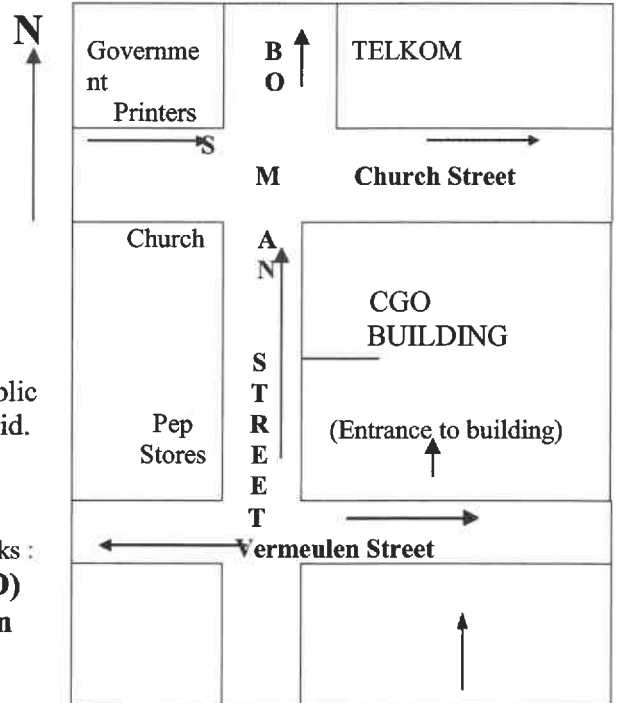 N
Governme
nt
Printers
B
O
TELKOM
S
M
Church Street
Church
A
N
CGO
BUILDING
S
T
R
E
E
T
Pep
Stores
(Entrance to building)
Vermeulen Street
blic
id.
ks :
O)
n